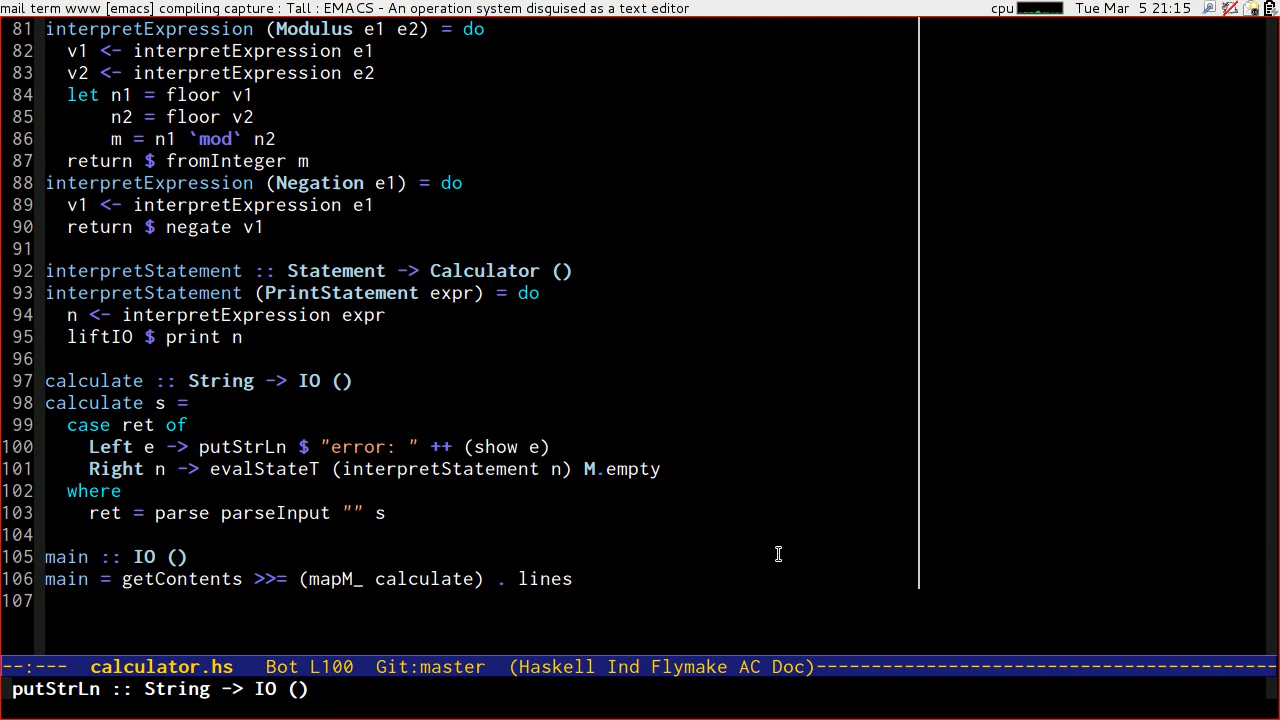 mail term www [emacs] compiling capture : Tall : EMACS - An operation system disguised as a text editor cpu Tue Mar 5 21:15
81 interpretExpression (Modulus e1 e2) = do
82   v1 <- interpretExpression e1
83   v2 <- interpretExpression e2
84   let n1 = floor v1
85       n2 = floor v2
86       m = n1 `mod` n2
87   return $ fromInteger m
88 interpretExpression (Negation e1) = do
89   v1 <- interpretExpression e1
90   return $ negate v1
91
92 interpretStatement :: Statement -> Calculator ()
93 interpretStatement (PrintStatement expr) = do
94   n <- interpretExpression expr
95   liftIO $ print n
96
97 calculate :: String -> IO ()
98 calculate s =
99   case ret of
100     Left e -> putStrLn $ "error: " ++ (show e)
101     Right n -> evalStateT (interpretStatement n) M.empty
102   where
103     ret = parse parseInput "" s
104
105 main :: IO ()
106 main = getContents >>= (mapM_ calculate) . lines
107
--:---  calculator.hs   Bot L100  Git:master  (Haskell Ind Flymake AC Doc)------------------------------------------
putStrLn :: String -> IO ()